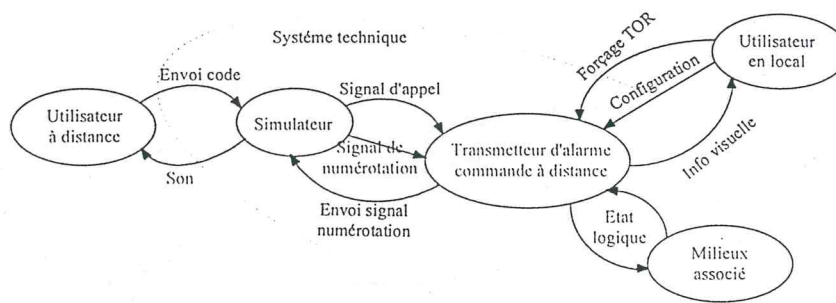 Systéme technique
Forçage TOR
Utilisateur
en local
Envoi code
Configuration
Signal d'appel
Utilisateur
à distance
Simulateur
Signal de
numérotation
Transmetteur d'alarme
commande à distance
Info visuelle
Son
Envoi signal
numérotation
Etat
logique
Milieux
associé